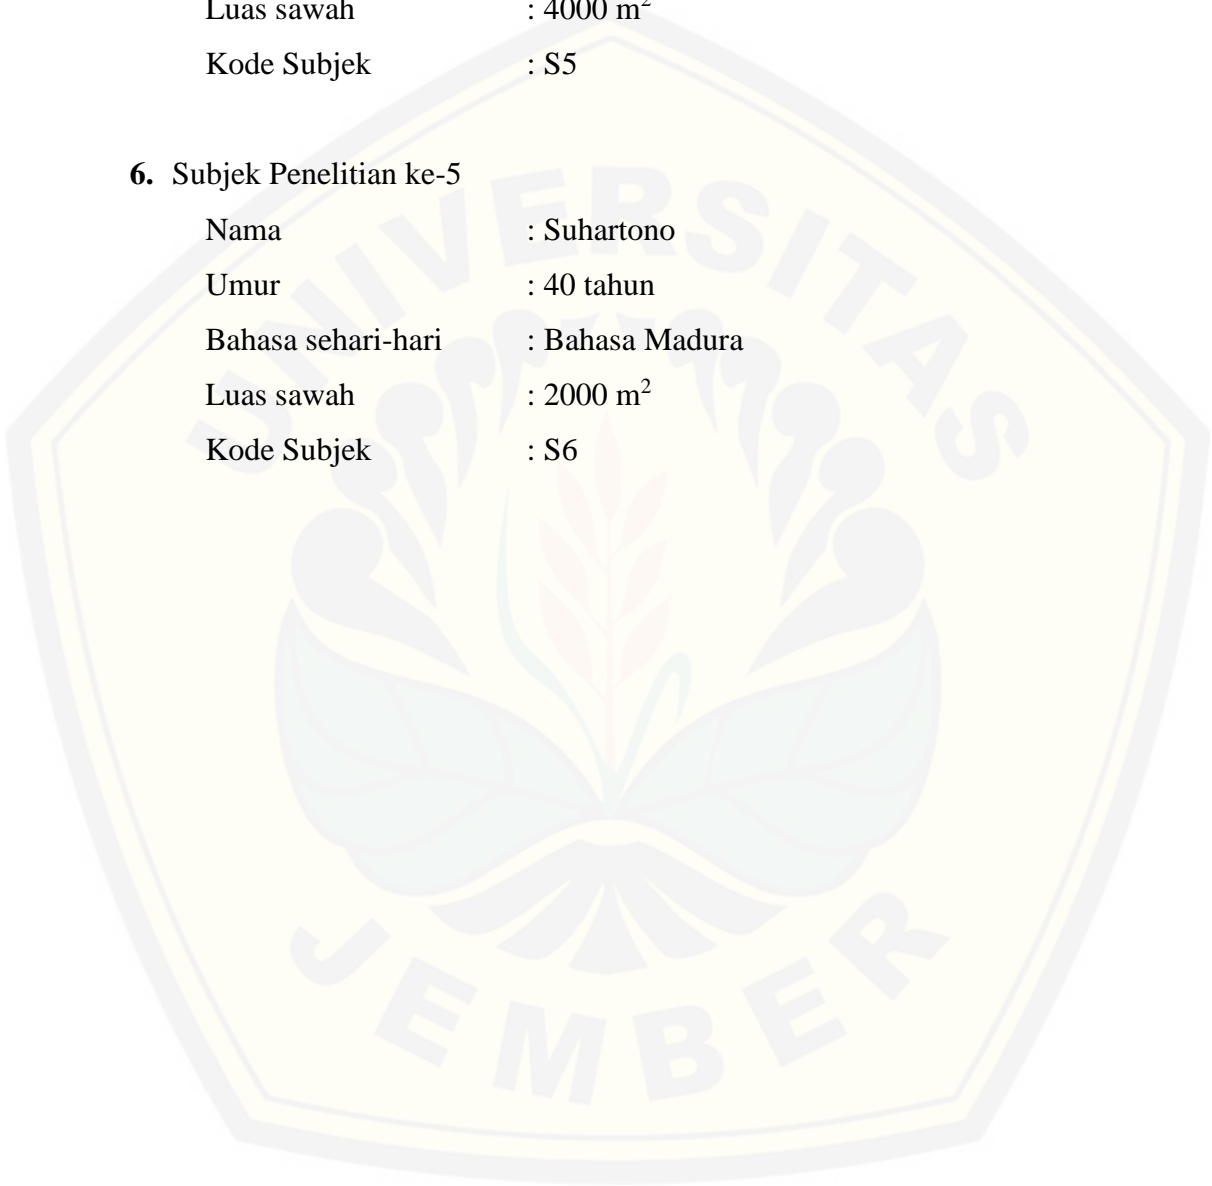 Luas sawah : 4000 m²
Kode Subjek : S5
6. Subjek Penelitian ke-5
Nama : Suhartono
Umur : 40 tahun
Bahasa sehari-hari : Bahasa Madura
Luas sawah : 2000 m²
Kode Subjek : S6
UNIVERSITAS
JEMBER